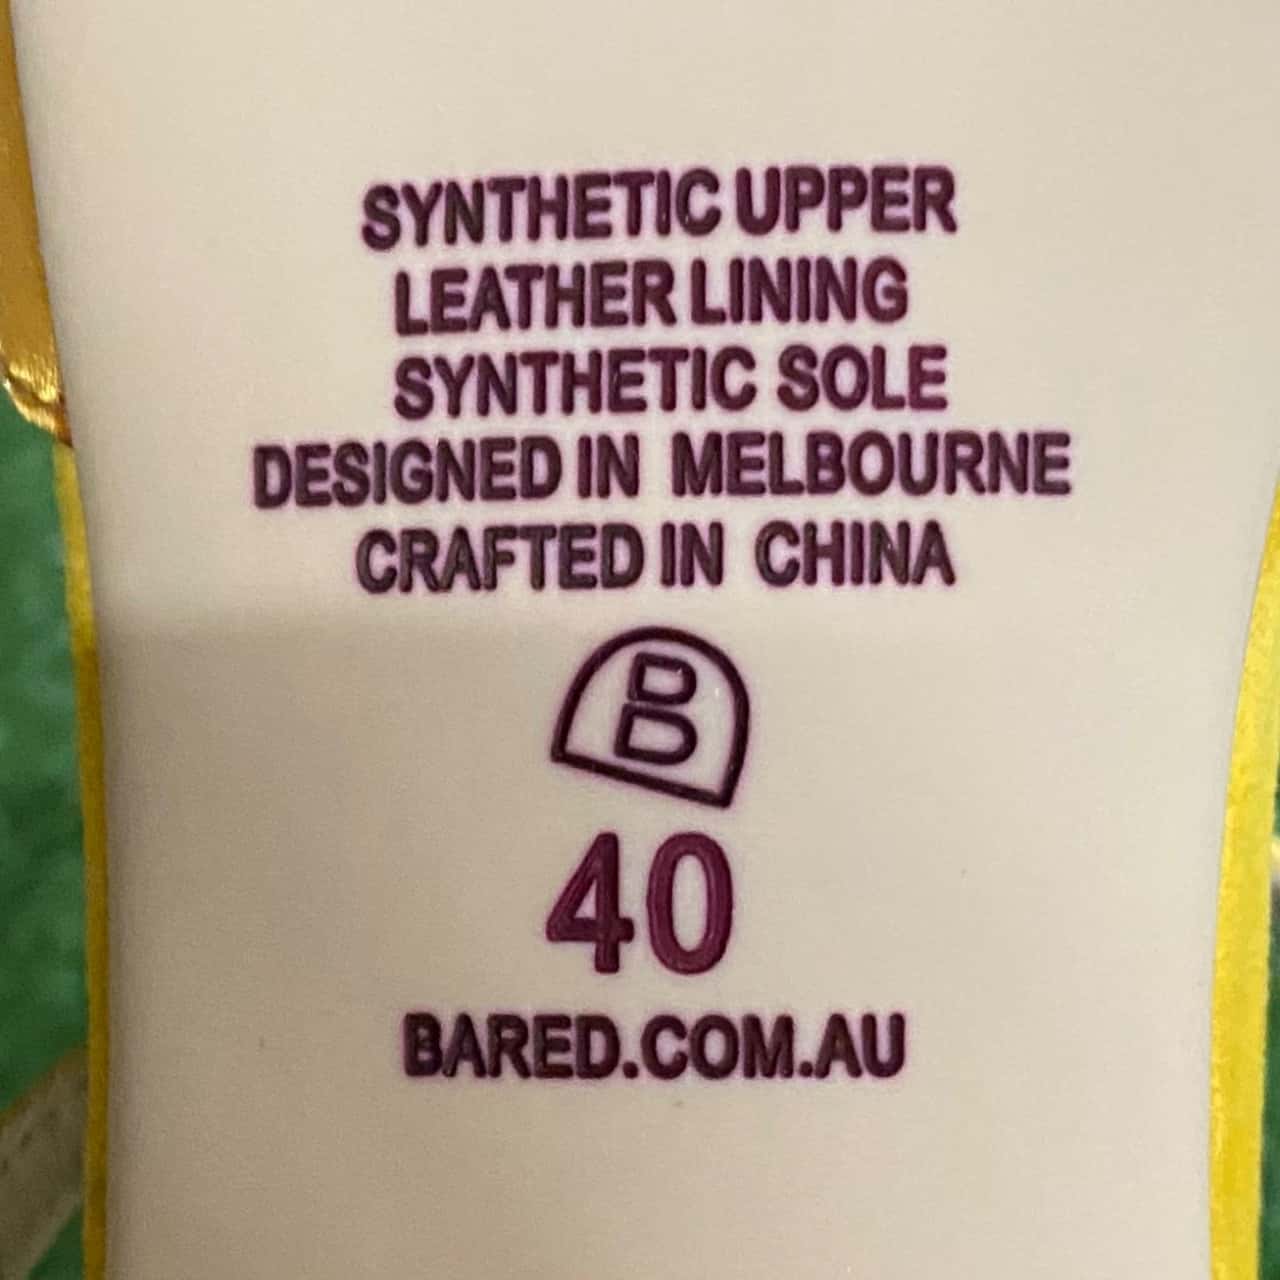 SYNTHETIC UPPER
LEATHER LINING
SYNTHETIC SOLE
DESIGNED IN MELBOURNE
CRAFTED IN CHINA
B
40
BARED.COM.AU